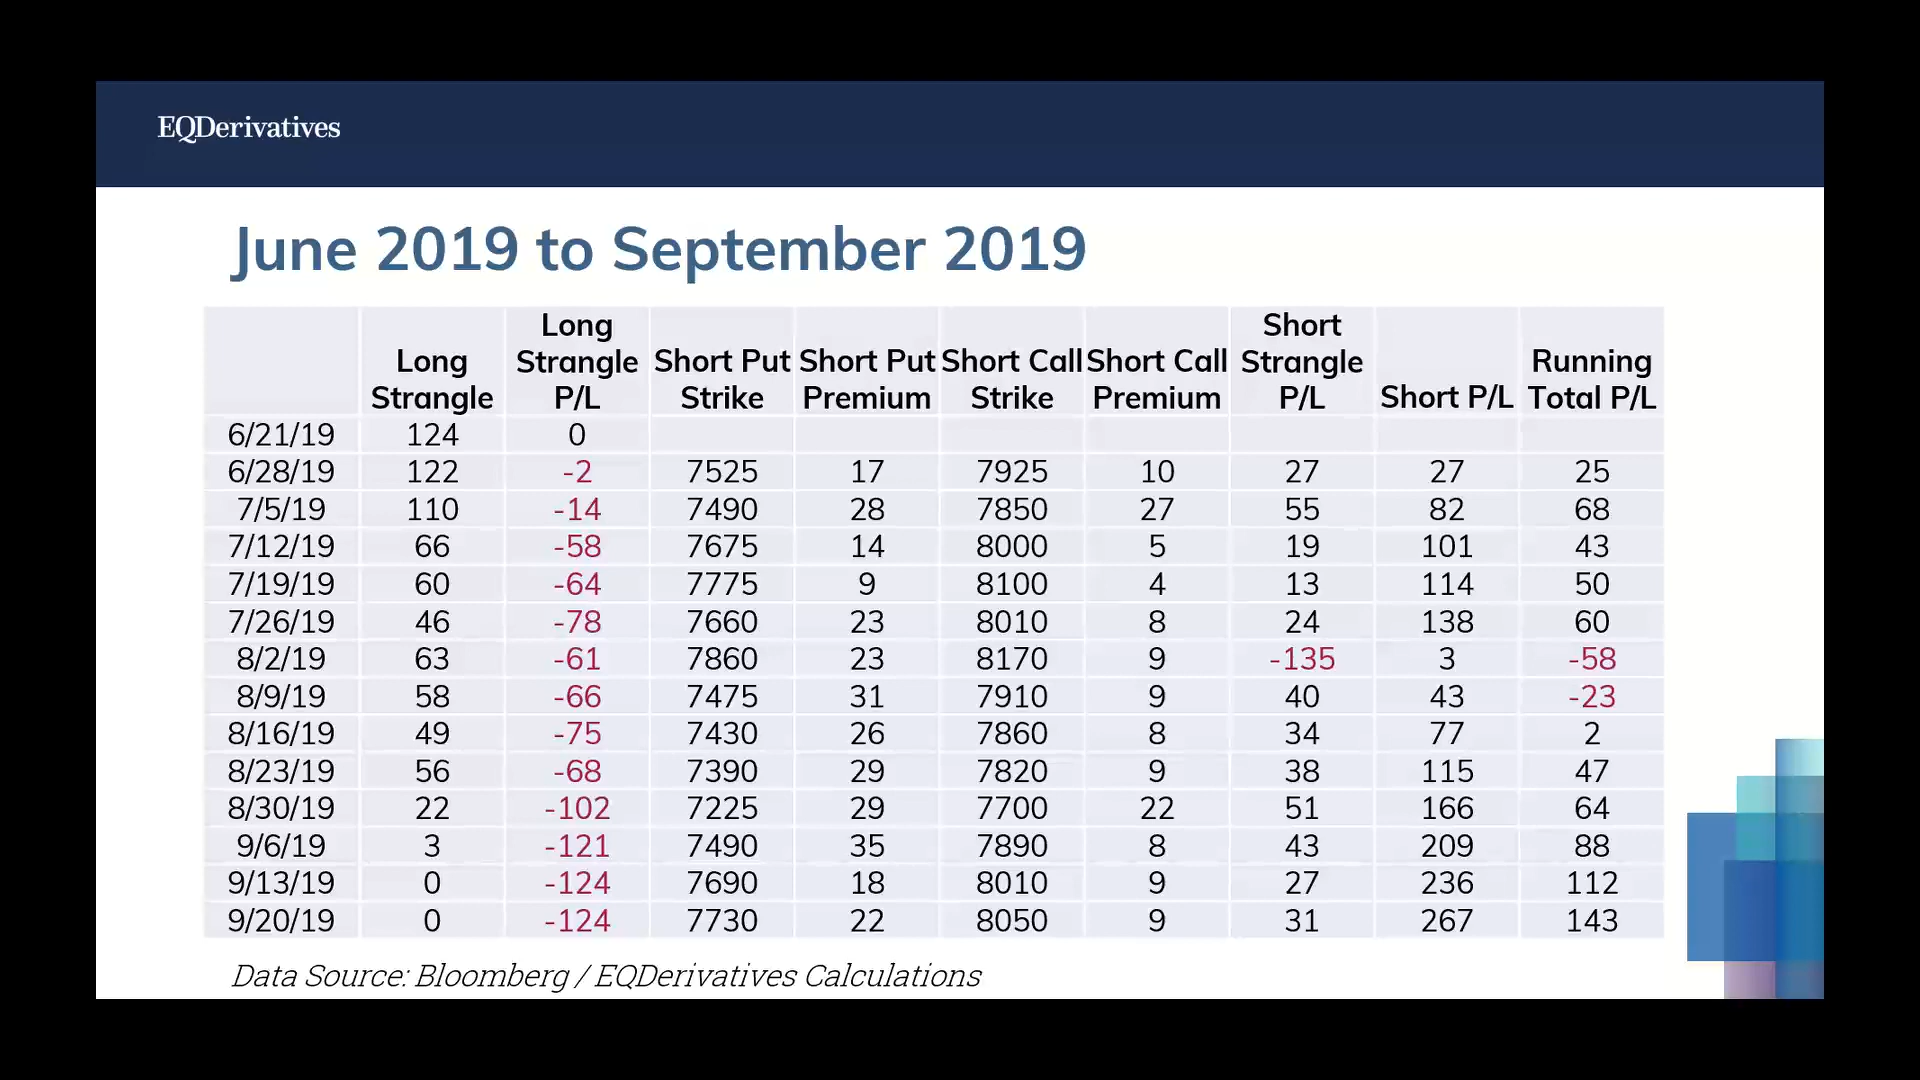 EQDerivatives
June 2019 to September 2019
Long Strangle Long Strangle P/L Short Put Strike Short Put Premium Short Call Strike Short Call Premium Short Strangle P/L Short P/L Running Total P/L
6/21/19 124 0
6/28/19 122 -2 7525 17 7925 10 27 27 25
7/5/19 110 -14 7490 28 7850 27 55 82 68
7/12/19 66 -58 7675 14 8000 5 19 101 43
7/19/19 60 -64 7775 9 8100 4 13 114 50
7/26/19 46 -78 7660 23 8010 8 24 138 60
8/2/19 63 -61 7860 23 8170 9 -135 3 -58
8/9/19 58 -66 7475 31 7910 9 40 43 -23
8/16/19 49 -75 7430 26 7860 8 34 77 2
8/23/19 56 -68 7390 29 7820 9 38 115 47
8/30/19 22 -102 7225 29 7700 22 51 166 64
9/6/19 3 -121 7490 35 7890 8 43 209 88
9/13/19 0 -124 7690 18 8010 9 27 236 112
9/20/19 0 -124 7730 22 8050 9 31 267 143
Data Source: Bloomberg / EQDerivatives Calculations